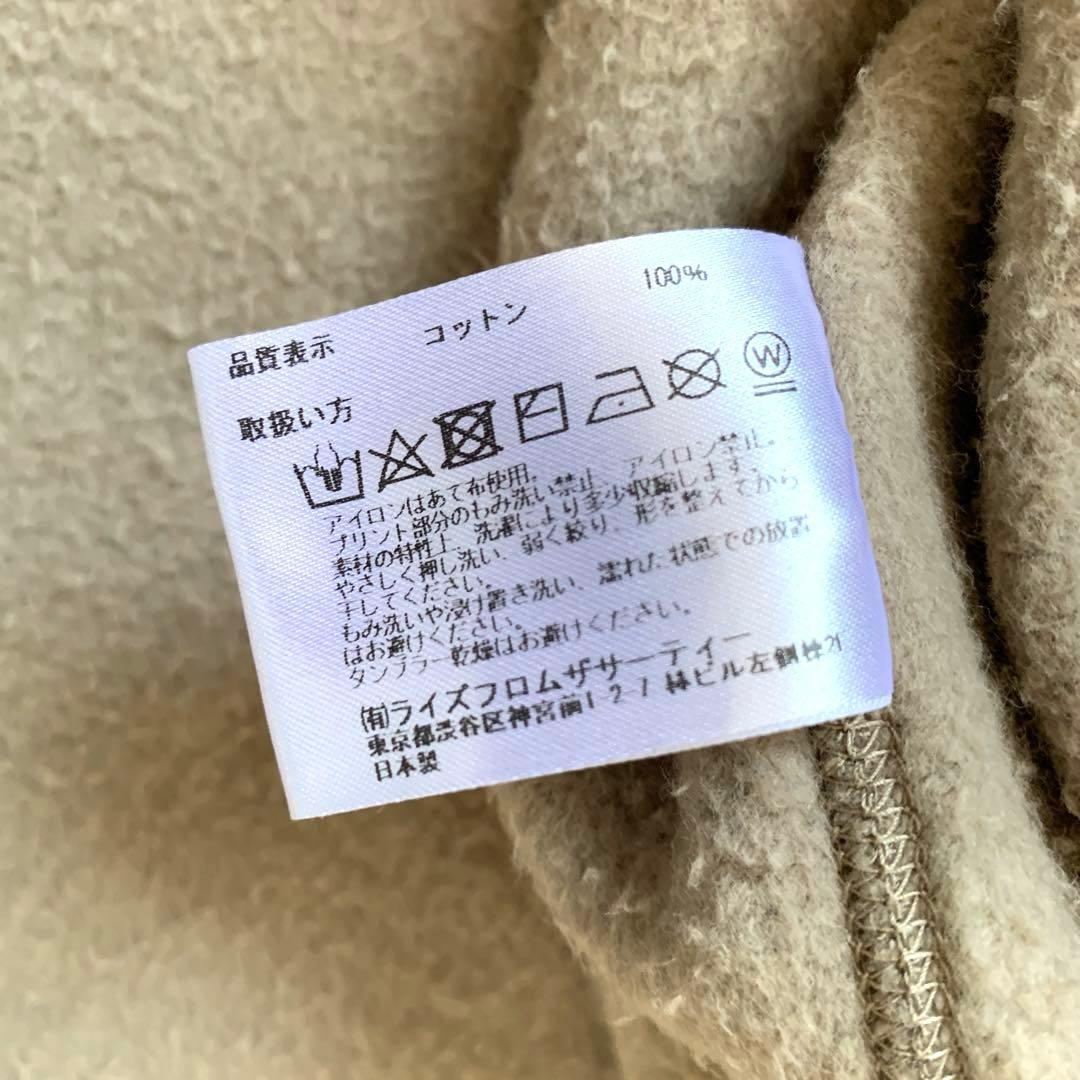 品質表示 コットン 100%
取扱い方
W
アイロンはあて布使用。
プリント部分のもみ洗い禁止、アイロン禁止。
素材の特性上、洗濯により多少収縮します。
やさしく押し洗い、弱く絞り、形を整えてから
干してください。
もみ洗いや浸け置き洗い、濡れた状態での放置
はお避けください。
タンブラー乾燥はお避けください。
(有)ライズフロムザサーティー
東京都渋谷区神宮前1-2-7 林ビル左側
日本製